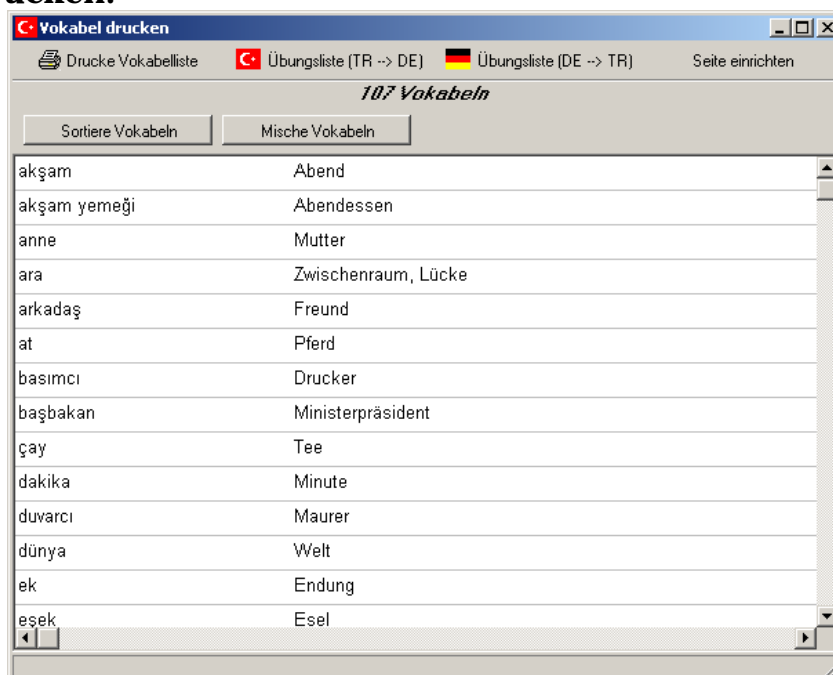 Vokabel drucken
Drucke Vokabelliste Übungsliste (TR --> DE) Übungsliste (DE --> TR) Seite einrichten
107 Vokabeln
Sortiere Vokabeln Mische Vokabeln
akşam Abend
akşam yemeği Abendessen
anne Mutter
ara Zwischenraum, Lücke
arkadaş Freund
at Pferd
basımcı Drucker
başbakan Ministerpräsident
çay Tee
dakika Minute
duvarcı Maurer
dünya Welt
ek Endung
eşek Esel